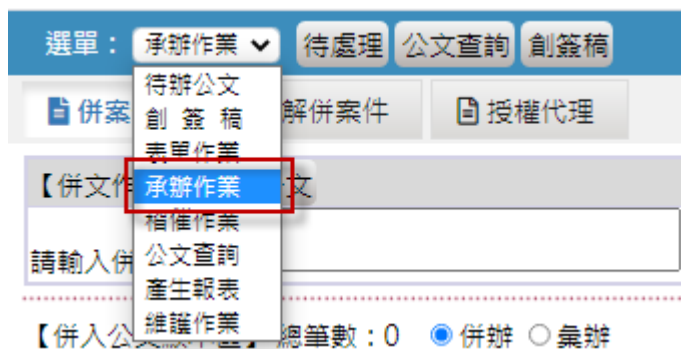 選單： 承辦作業 待處理 公文查詢 創簽稿
待辦公文
併案 解併案件 授權代理
創 簽 稿
表單作業
【併文作 承辦作業 文
稽催作業
請輸入併 公文查詢
產生報表
維護作業
【併入公 總筆數：0 併辦 彙辦